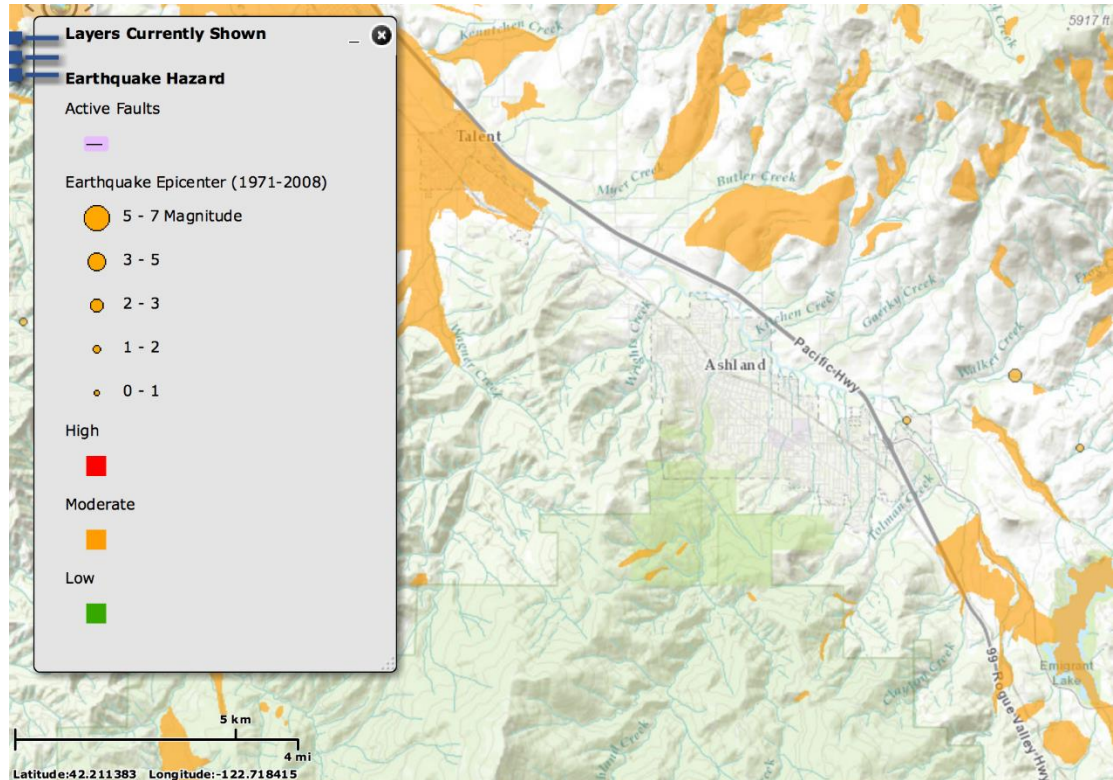 Layers Currently Shown
Earthquake Hazard
Active Faults
Earthquake Epicenter (1971-2008)
5 - 7 Magnitude
3 - 5
2 - 3
1 - 2
0 - 1
High
Moderate
Low
5917 ft
Talent
Butler Creek
Kitchen Creek
Gaerky Creek
Walket Creek
Wrights Creek
Wagner Creek
Ashland
Pacific Hwy
Tolman Creek
99-Rogue Valley Hwy
Emigrant
Lake
5 km
4 mi
Latitude:42.211383 Longitude:-122.718415